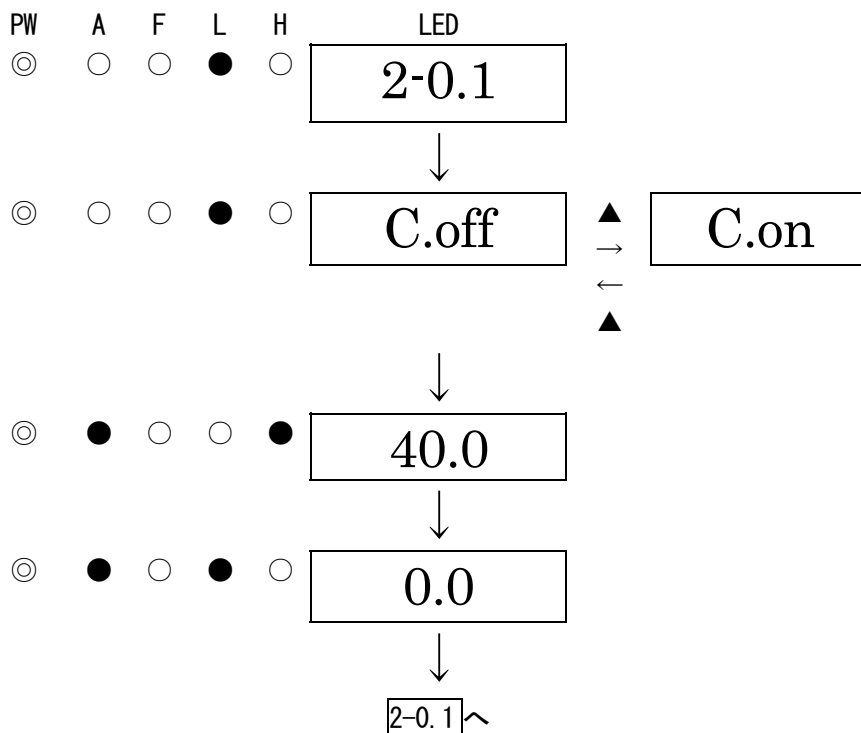 PW A F L H LED
◎ ○ ○ ● ○ 2-0.1
↓
◎ ○ ○ ● ○ C.off ▲ C.on
→
←
▲
↓
◎ ● ○ ○ ● 40.0
↓
◎ ● ○ ● ○ 0.0
↓
2-0.1へ